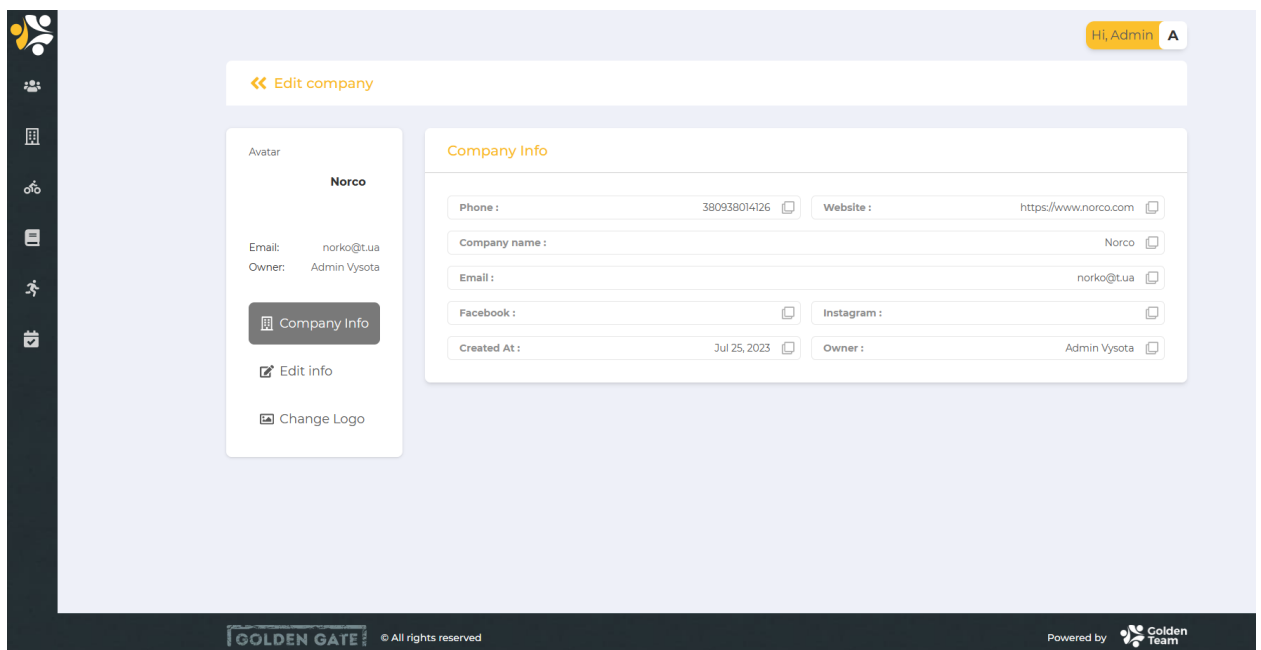 Hi, Admin A
Edit company
Avatar
Norco
Email: norko@t.ua
Owner: Admin Vysota
Company Info
Edit info
Change Logo
Company Info
Phone : 380938014126 Website : https://www.norco.com
Company name : Norco
Email : norko@t.ua
Facebook : Instagram :
Created At : Jul 25, 2023 Owner : Admin Vysota
GOLDEN GATE © All rights reserved Powered by Golden Team